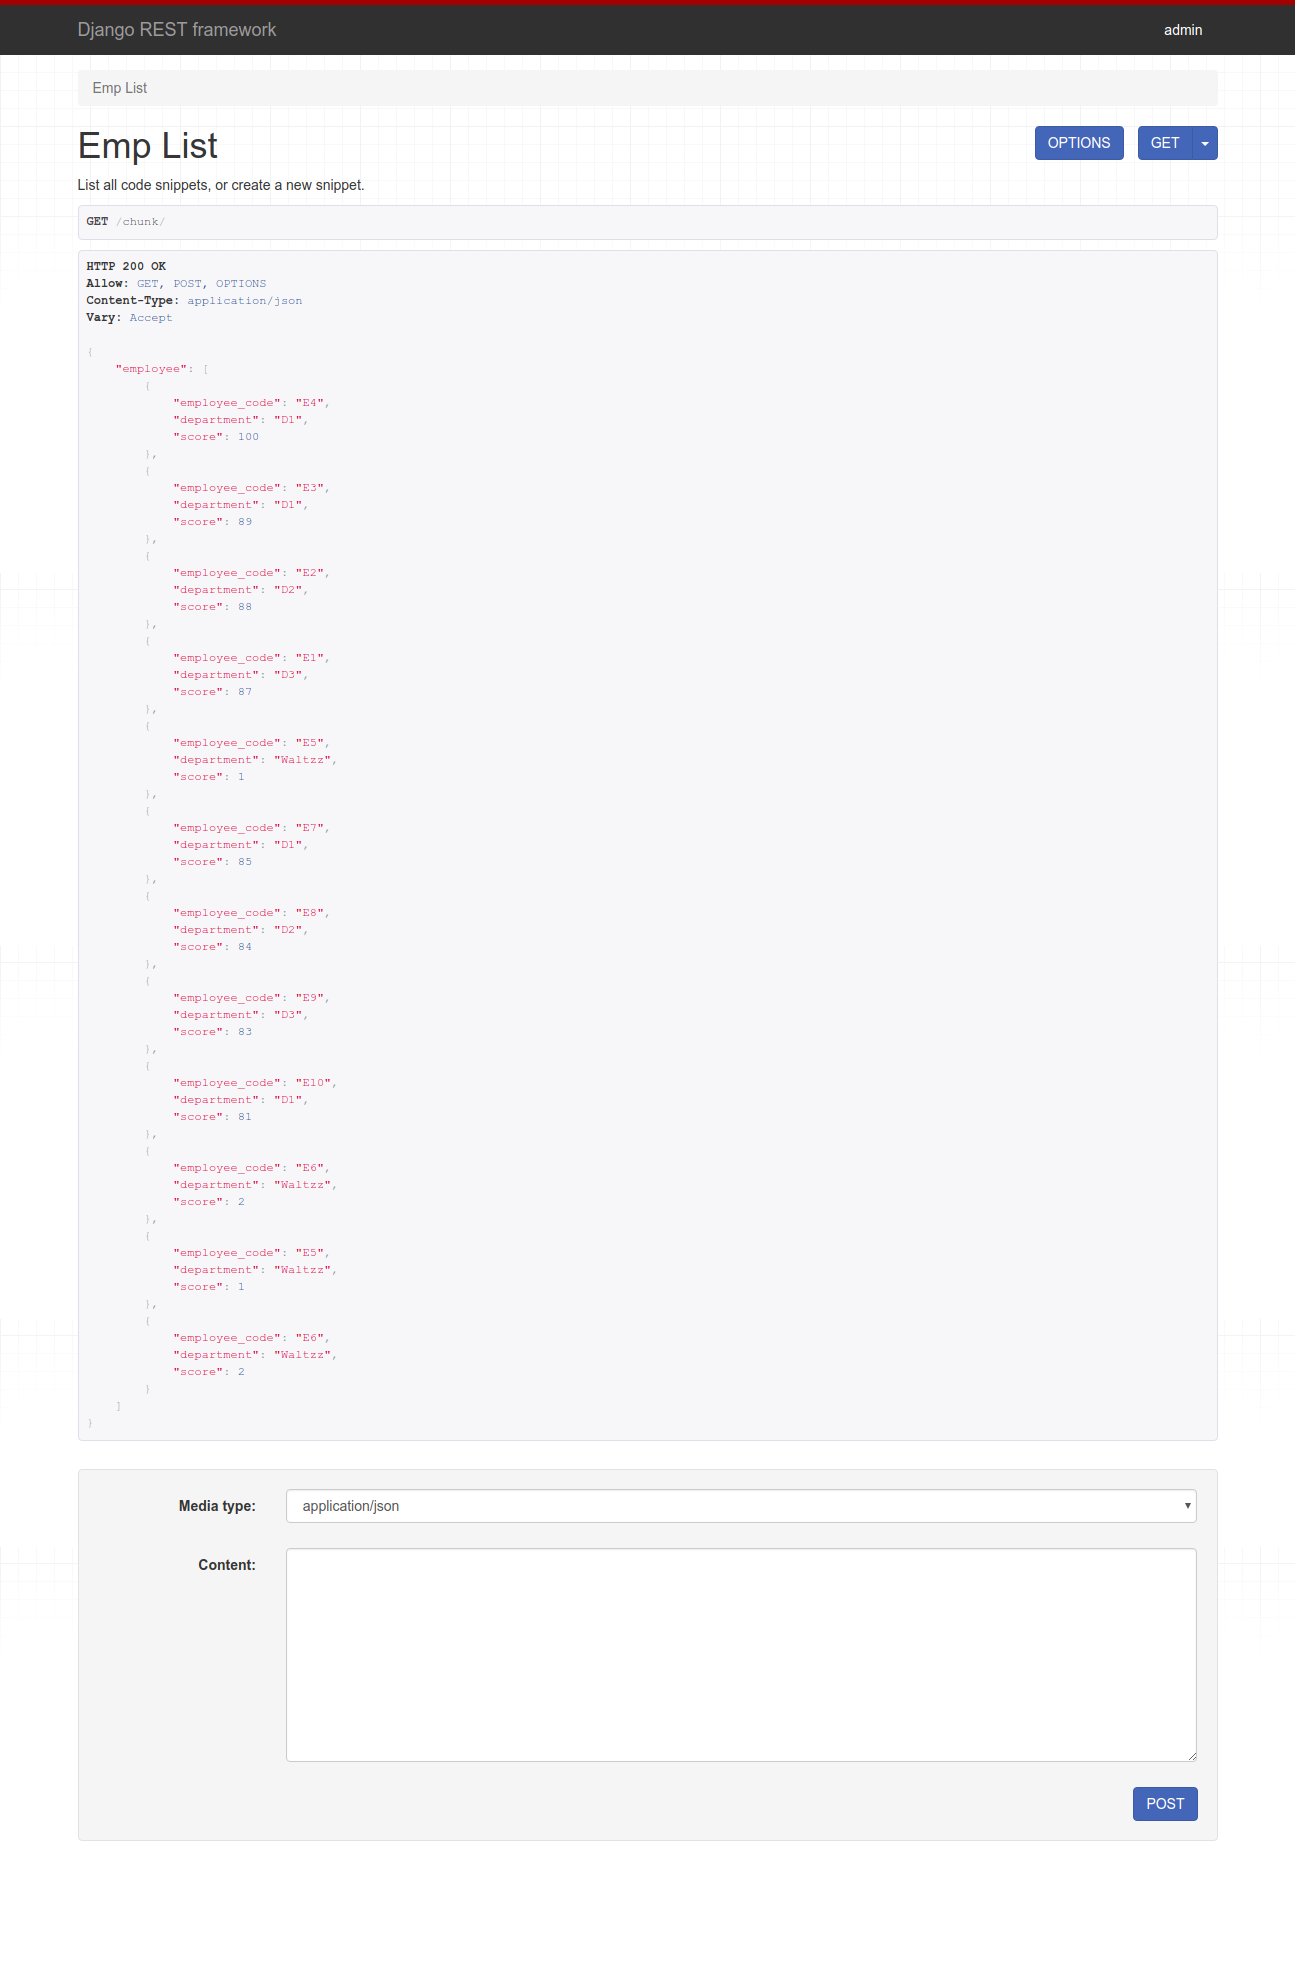 Django REST framework
admin
Emp List
Emp List
OPTIONS
GET
List all code snippets, or create a new snippet.
GET /chunk/
HTTP 200 OK
Allow: GET, POST, OPTIONS
Content-Type: application/json
Vary: Accept
{
    "employee": [
        {
            "employee_code": "E4",
            "department": "D1",
            "score": 100
        },
        {
            "employee_code": "E3",
            "department": "D1",
            "score": 89
        },
        {
            "employee_code": "E2",
            "department": "D2",
            "score": 88
        },
        {
            "employee_code": "E1",
            "department": "D3",
            "score": 87
        },
        {
            "employee_code": "E5",
            "department": "Waltzz",
            "score": 1
        },
        {
            "employee_code": "E7",
            "department": "D1",
            "score": 85
        },
        {
            "employee_code": "E8",
            "department": "D2",
            "score": 84
        },
        {
            "employee_code": "E9",
            "department": "D3",
            "score": 83
        },
        {
            "employee_code": "E10",
            "department": "D1",
            "score": 81
        },
        {
            "employee_code": "E6",
            "department": "Waltzz",
            "score": 2
        },
        {
            "employee_code": "E5",
            "department": "Waltzz",
            "score": 1
        },
        {
            "employee_code": "E6",
            "department": "Waltzz",
            "score": 2
        }
    ]
}
Media type:
application/json
Content:
POST